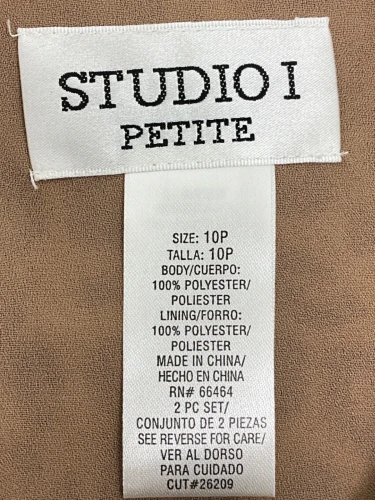 STUDIO I
PETITE
SIZE: 10P
TALLA: 10P
BODY/CUERPO:
100% POLYESTER/
POLIESTER
LINING/FORRO:
100% POLYESTER/
POLIESTER
MADE IN CHINA/
HECHO EN CHINA
RN# 66464
2 PC SET/
CONJUNTO DE 2 PIEZAS
SEE REVERSE FOR CARE/
VER AL DORSO
PARA CUIDADO
CUT#26209